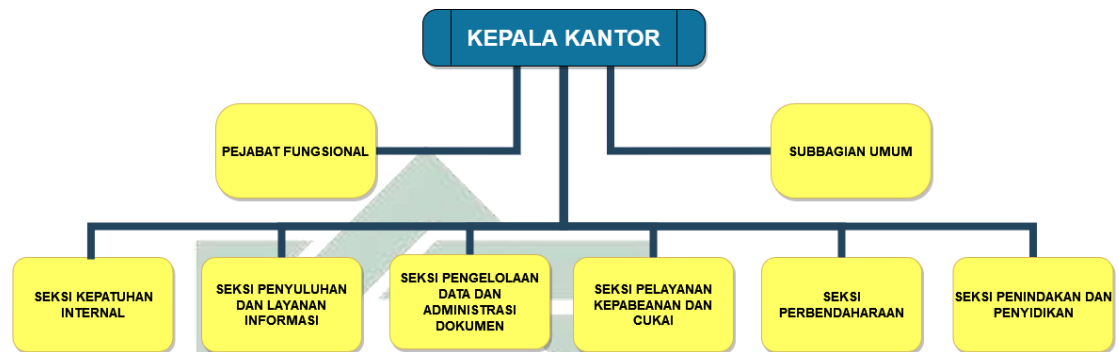 KEPALA KANTOR
PEJABAT FUNGSIONAL
SUBBAGIAN UMUM
SEKSI KEPATUHAN
INTERNAL
SEKSI PENYULUHAN
DAN LAYANAN
INFORMASI
SEKSI PENGELOLAAN
DATA DAN
ADMINISTRASI
DOKUMEN
SEKSI PELAYANAN
KEPABEANAN DAN
CUKAI
SEKSI
PERBENDAHARAAN
SEKSI PENINDAKAN DAN
PENYIDIKAN